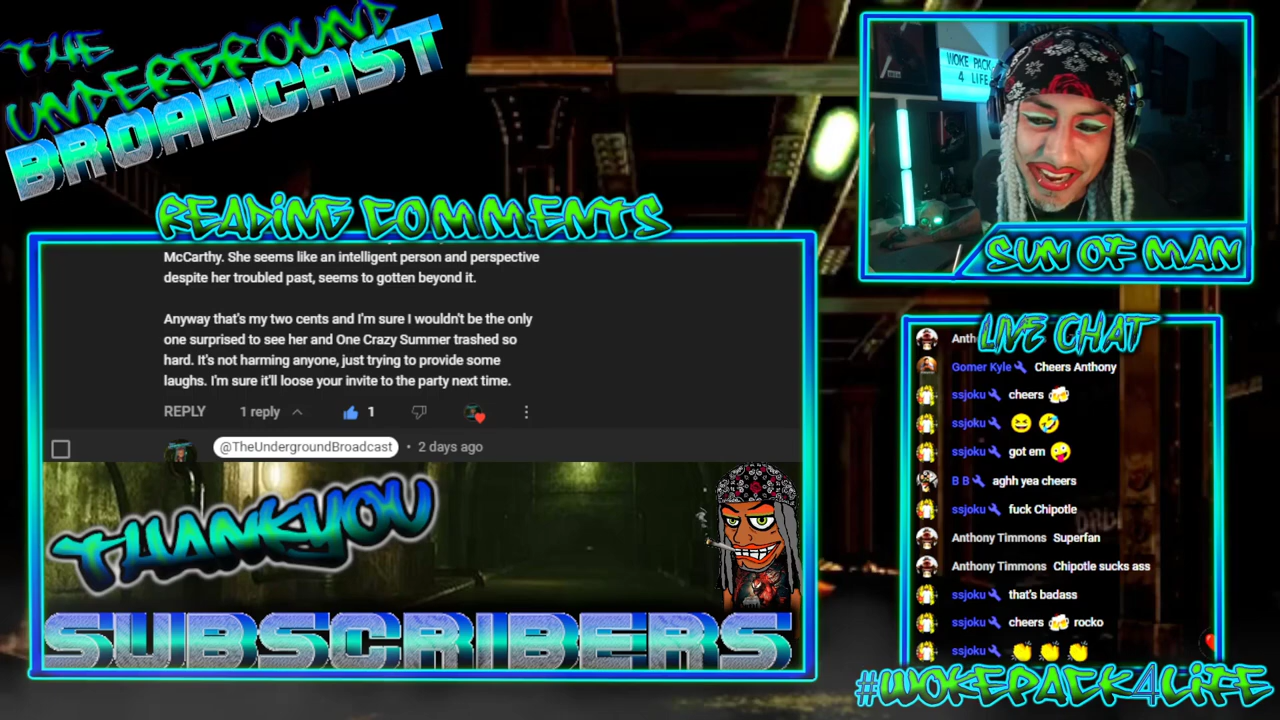 THE
UNDERGROUND
BROADCAST
WOKE PACK
4 LIFE
READING COMMENTS
McCarthy. She seems like an intelligent person and perspective
despite her troubled past, seems to gotten beyond it.
Anyway that's my two cents and I'm sure I wouldn't be the only
one surprised to see her and One Crazy Summer trashed so
hard. It's not harming anyone, just trying to provide some
laughs. I'm sure it'll loose your invite to the party next time.
REPLY 1 reply 1
@TheUndergroundBroadcast • 2 days ago
THANKYOU
SUBSCRIBERS
SUN OF MAN
LIVE CHAT
Anth
Gomer Kyle Cheers Anthony
ssjoku cheers 🍻
ssjoku 😆 🤣
ssjoku got em 🤪
B B aghh yea cheers
ssjoku fuck Chipotle
Anthony Timmons Superfan
Anthony Timmons Chipotle sucks ass
ssjoku that's badass
ssjoku cheers 🍻 rocko
ssjoku 👏 👏 👏
#WOKEPACK4LIFE